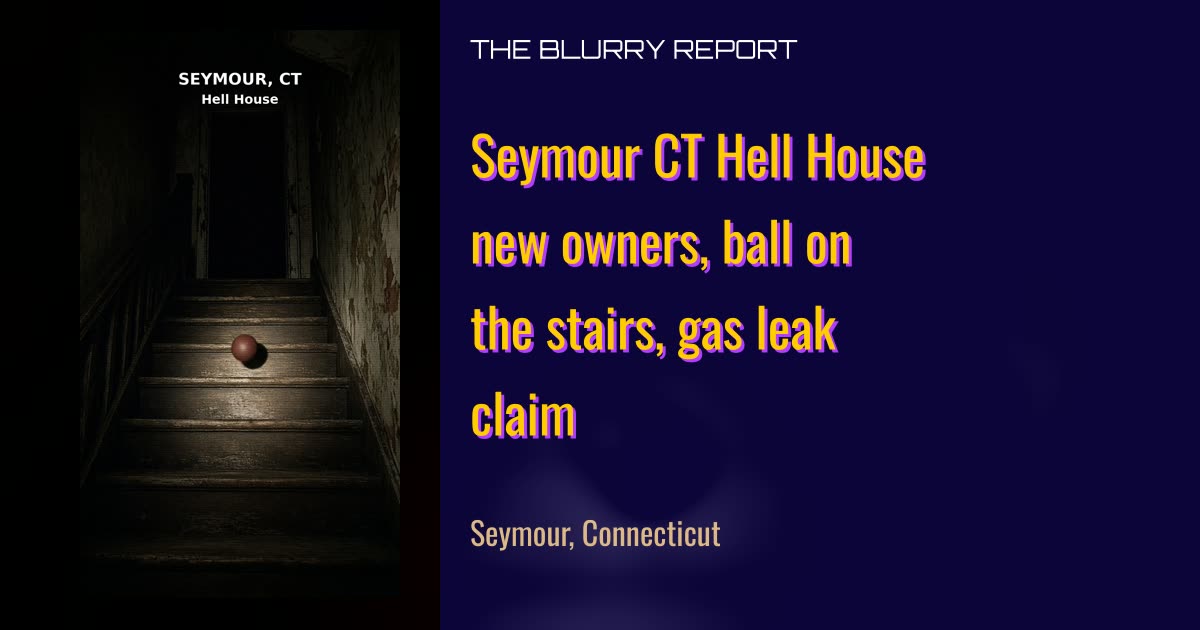 SEYMOUR, CT
Hell House
THE BLURRY REPORT
Seymour CT Hell House
new owners, ball on
the stairs, gas leak
claim
Seymour, Connecticut